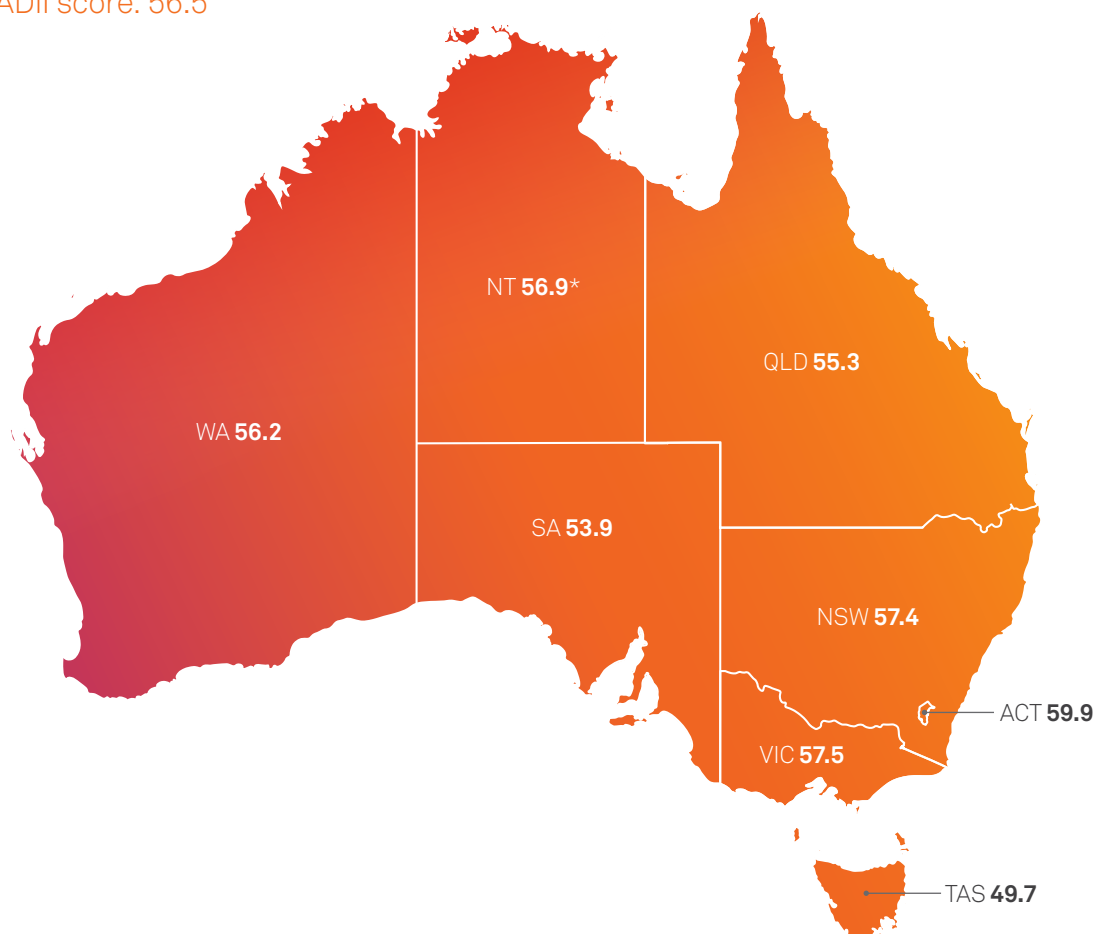 ADII score: 56.5
NT 56.9*
QLD 55.3
WA 56.2
SA 53.9
NSW 57.4
ACT 59.9
VIC 57.5
TAS 49.7